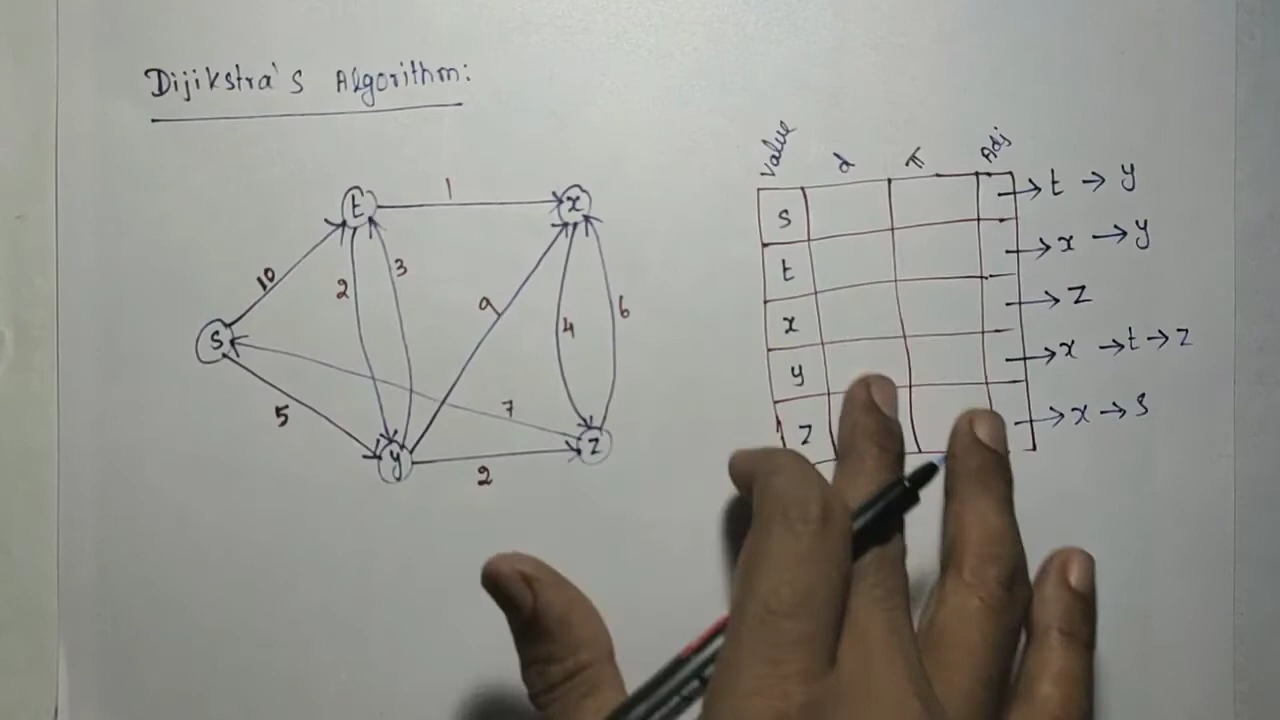 Dijikstra's Algorithm:
Value d π Adj
t 1 x
10 2 3 9 4 6
s
5 7
y 2 z
s → t → y
t → x → y
x → z
y → x → t → z
z → x → s